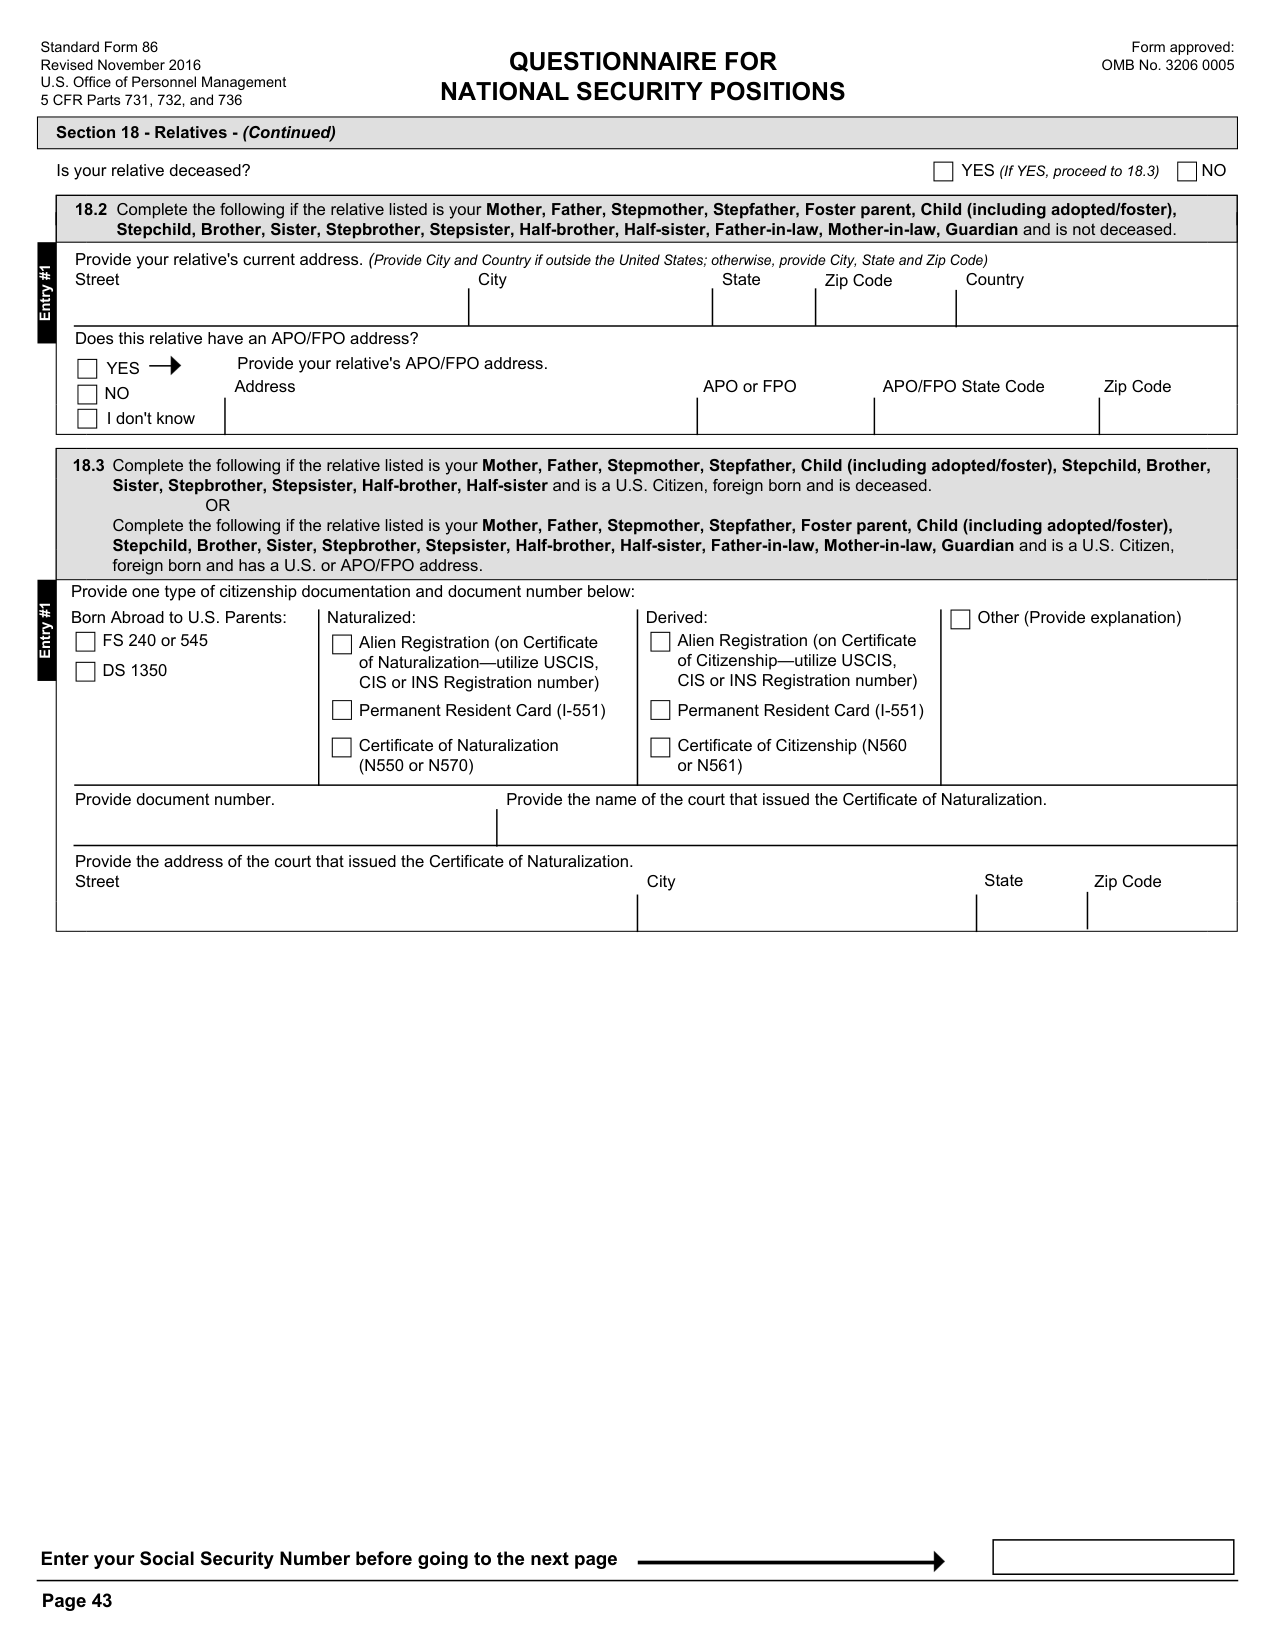 Standard Form 86
Revised November 2016
U.S. Office of Personnel Management
5 CFR Parts 731, 732, and 736
QUESTIONNAIRE FOR
NATIONAL SECURITY POSITIONS
Form approved:
OMB No. 3206 0005
Section 18 - Relatives - (Continued)
Is your relative deceased?
YES (If YES, proceed to 18.3) NO
18.2 Complete the following if the relative listed is your Mother, Father, Stepmother, Stepfather, Foster parent, Child (including adopted/foster),
Stepchild, Brother, Sister, Stepbrother, Stepsister, Half-brother, Half-sister, Father-in-law, Mother-in-law, Guardian and is not deceased.
Entry #1
Provide your relative's current address. (Provide City and Country if outside the United States; otherwise, provide City, State and Zip Code)
Street City State Zip Code Country
Does this relative have an APO/FPO address?
YES Provide your relative's APO/FPO address.
NO Address APO or FPO APO/FPO State Code Zip Code
I don't know
18.3 Complete the following if the relative listed is your Mother, Father, Stepmother, Stepfather, Child (including adopted/foster), Stepchild, Brother,
Sister, Stepbrother, Stepsister, Half-brother, Half-sister and is a U.S. Citizen, foreign born and is deceased.
OR
Complete the following if the relative listed is your Mother, Father, Stepmother, Stepfather, Foster parent, Child (including adopted/foster),
Stepchild, Brother, Sister, Stepbrother, Stepsister, Half-brother, Half-sister, Father-in-law, Mother-in-law, Guardian and is a U.S. Citizen,
foreign born and has a U.S. or APO/FPO address.
Entry #1
Provide one type of citizenship documentation and document number below:
Born Abroad to U.S. Parents:
FS 240 or 545
DS 1350
Naturalized:
Alien Registration (on Certificate
of Naturalization—utilize USCIS,
CIS or INS Registration number)
Permanent Resident Card (I-551)
Certificate of Naturalization
(N550 or N570)
Derived:
Alien Registration (on Certificate
of Citizenship—utilize USCIS,
CIS or INS Registration number)
Permanent Resident Card (I-551)
Certificate of Citizenship (N560
or N561)
Other (Provide explanation)
Provide document number. Provide the name of the court that issued the Certificate of Naturalization.
Provide the address of the court that issued the Certificate of Naturalization.
Street City State Zip Code
Enter your Social Security Number before going to the next page
Page 43